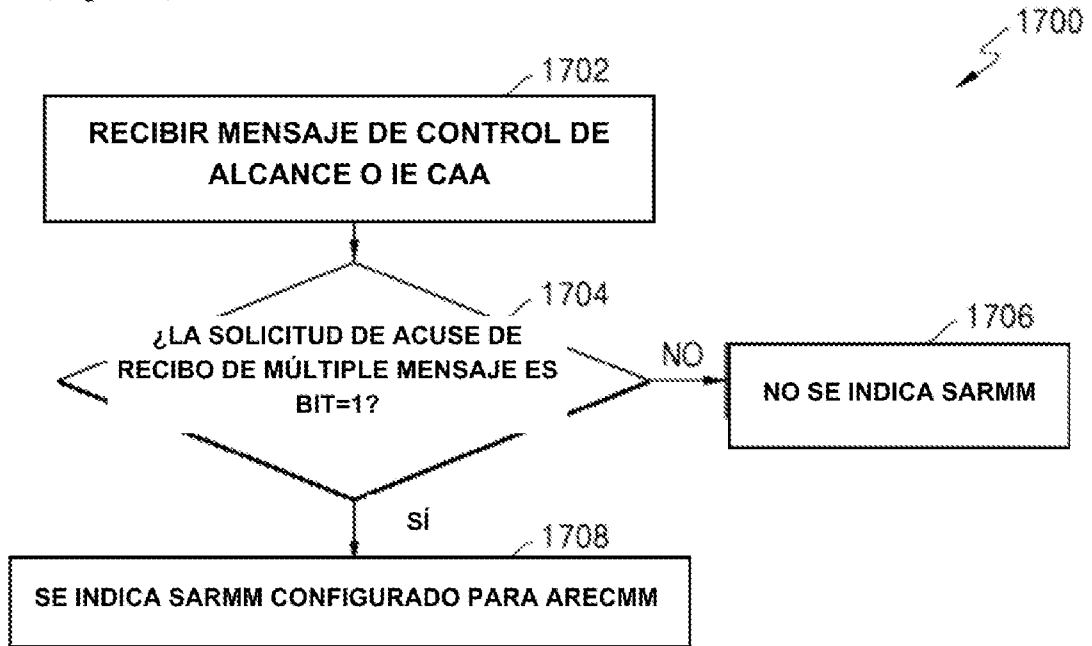 1700
1702
RECIBIR MENSAJE DE CONTROL DE
ALCANCE O IE CAA
1704
¿LA SOLICITUD DE ACUSE DE
RECIBO DE MÚLTIPLE MENSAJE ES
BIT=1?
NO
1706
NO SE INDICA SARMM
SÍ
1708
SE INDICA SARMM CONFIGURADO PARA ARECMM